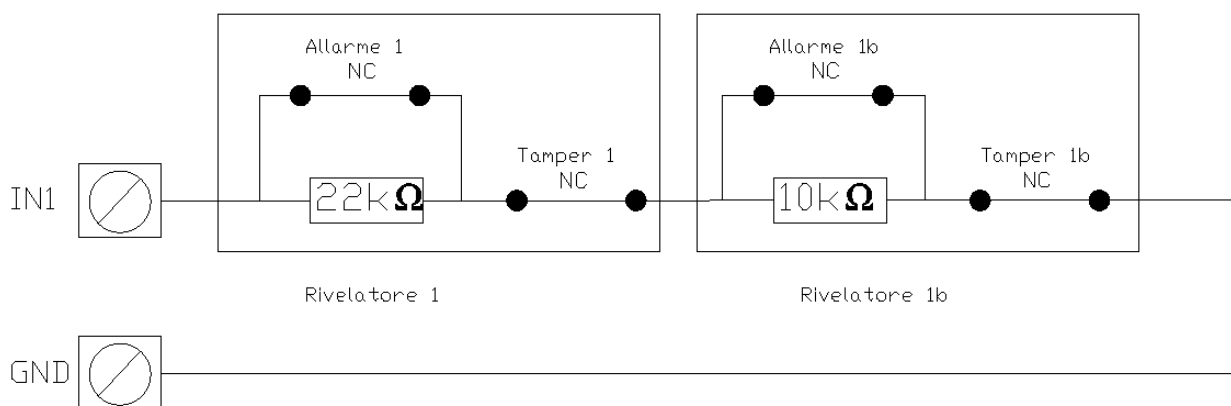 Allarme 1
NC
Allarme 1b
NC
Tamper 1
NC
Tamper 1b
NC
IN1
22kΩ
10kΩ
Rivelatore 1
Rivelatore 1b
GND